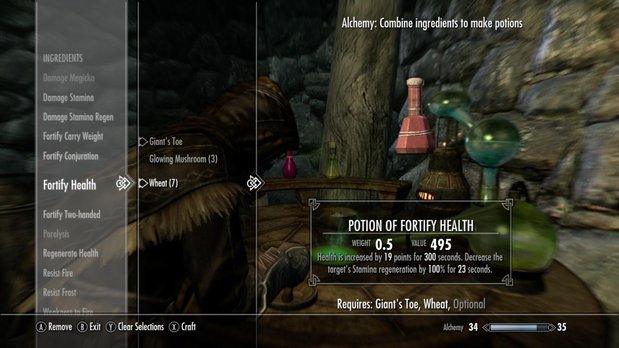 Alchemy: Combine ingredients to make potions
INGREDIENTS
Damage Magicka
Damage Stamina
Damage Stamina Regen
Fortify Carry Weight
Fortify Conjuration
Fortify Health
Fortify Two-handed
Paralysis
Regenerate Health
Resist Fire
Resist Frost
Weakness to Fire
Giant's Toe
Glowing Mushroom (3)
Wheat (7)
POTION OF FORTIFY HEALTH
WEIGHT 0.5 VALUE 495
Health is increased by 19 points for 300 seconds. Decrease the
target's Stamina regeneration by 100% for 23 seconds.
Requires: Giant's Toe, Wheat, Optional
A Remove B Exit Y Clear Selections X Craft
Alchemy 34 35